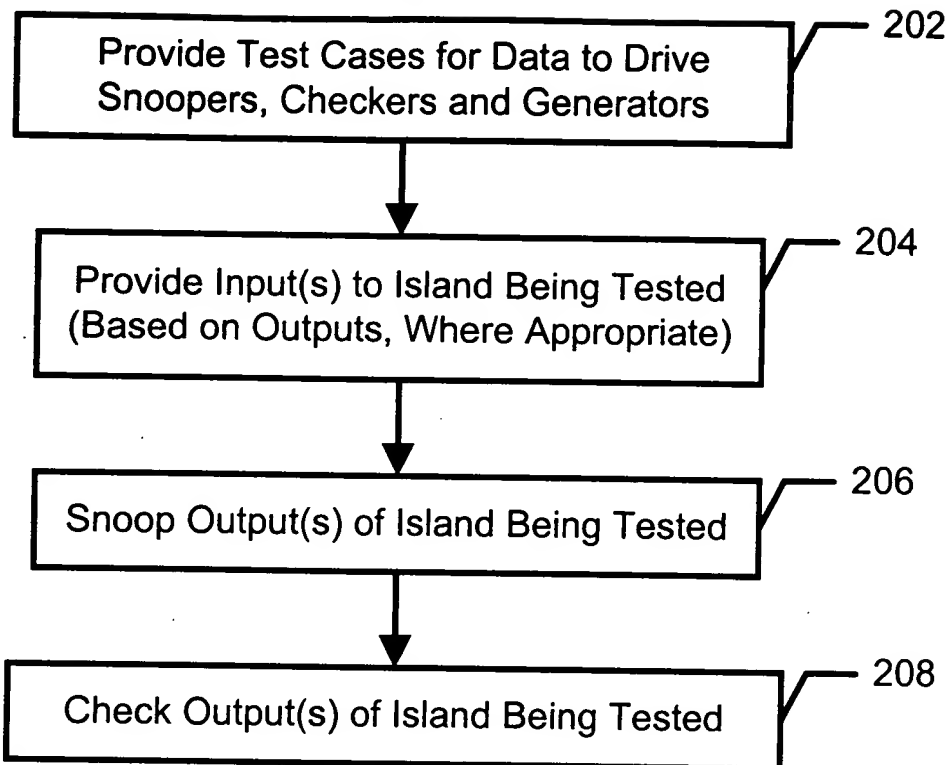 202
Provide Test Cases for Data to Drive
Snoopers, Checkers and Generators
204
Provide Input(s) to Island Being Tested
(Based on Outputs, Where Appropriate)
206
Snoop Output(s) of Island Being Tested
208
Check Output(s) of Island Being Tested